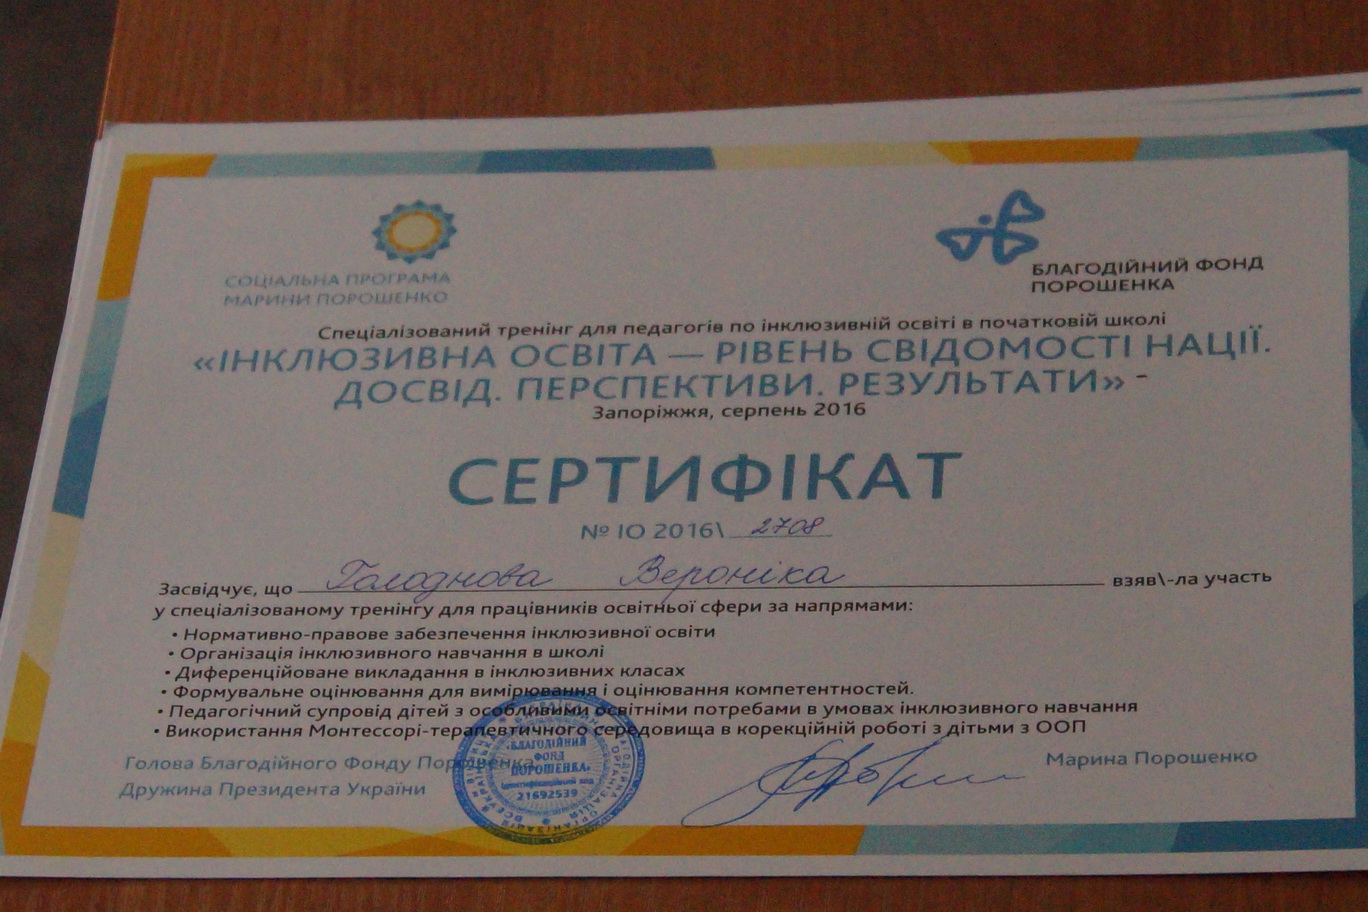 СОЦІАЛЬНА ПРОГРАМА
МАРИНИ ПОРОШЕНКО
БЛАГОДІЙНИЙ ФОНД
ПОРОШЕНКА
Спеціалізований тренінг для педагогів по інклюзивній освіті в початковій школі
«ІНКЛЮЗИВНА ОСВІТА — РІВЕНЬ СВІДОМОСТІ НАЦІЇ.
ДОСВІД. ПЕРСПЕКТИВИ. РЕЗУЛЬТАТИ» -
Запоріжжя, серпень 2016
СЕРТИФІКАТ
№ ІО 2016\ 2708
Засвідчує, що Голоднова Вероніка взяв\-ла участь
у спеціалізованому тренінгу для працівників освітньої сфери за напрямами:
• Нормативно-правове забезпечення інклюзивної освіти
• Організація інклюзивного навчання в школі
• Диференційоване викладання в інклюзивних класах
• Формувальне оцінювання для вимірювання і оцінювання компетентностей.
• Педагогічний супровід дітей з особливими освітніми потребами в умовах інклюзивного навчання
• Використання Монтессорі-терапевтичного середовища в корекційній роботі з дітьми з ООП
Голова Благодійного Фонду Порошенка
Дружина Президента України
Марина Порошенко
"БЛАГОДІЙНИЙ
ФОНД
ПОРОШЕНКА"
Ідентифікаційний код
21692539